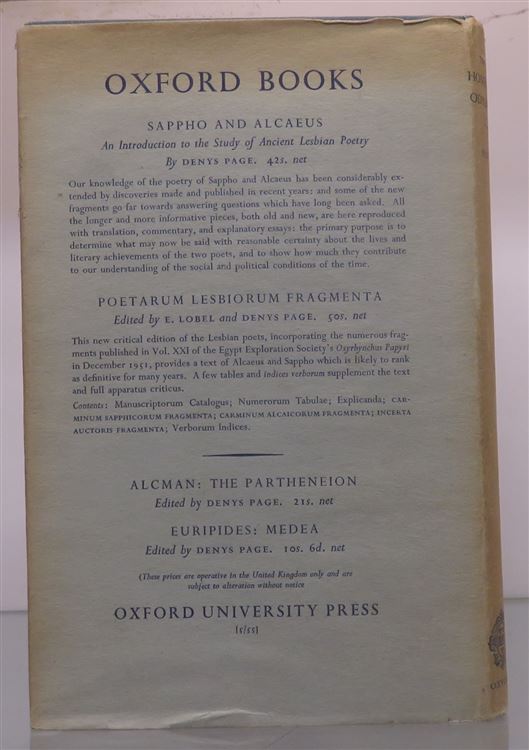 OXFORD BOOKS
SAPPHO AND ALCAEUS
An Introduction to the Study of Ancient Lesbian Poetry
By DENYS PAGE. 42s. net
Our knowledge of the poetry of Sappho and Alcaeus has been considerably ex-
tended by discoveries made and published in recent years: and some of the new
fragments go far towards answering questions which have long been asked. All
the longer and more informative pieces, both old and new, are here reproduced
with translation, commentary, and explanatory essays: the primary purpose is to
determine what may now be said with reasonable certainty about the lives and
literary achievements of the two poets, and to show how much they contribute
to our understanding of the social and political conditions of the time.
POETARUM LESBIORUM FRAGMENTA
Edited by E. LOBEL and DENYS PAGE. 50s. net
This new critical edition of the Lesbian poets, incorporating the numerous frag-
ments published in Vol. XXI of the Egypt Exploration Society's Oxyrhynchus Papyri
in December 1951, provides a text of Alcaeus and Sappho which is likely to rank
as definitive for many years. A few tables and indices verborum supplement the text
and full apparatus criticus.
Contents: Manuscriptorum Catalogus; Numerorum Tabulae; Explicanda; CAR-
MINUM SAPPHICORUM FRAGMENTA; CARMINUM ALCAICORUM FRAGMENTA; INCERTA
AUCTORIS FRAGMENTA; Verborum Indices.
ALCMAN: THE PARTHENEION
Edited by DENYS PAGE. 21s. net
EURIPIDES: MEDEA
Edited by DENYS PAGE. 10s. 6d. net
(These prices are operative in the United Kingdom only and are
subject to alteration without notice
OXFORD UNIVERSITY PRESS
[5/55]